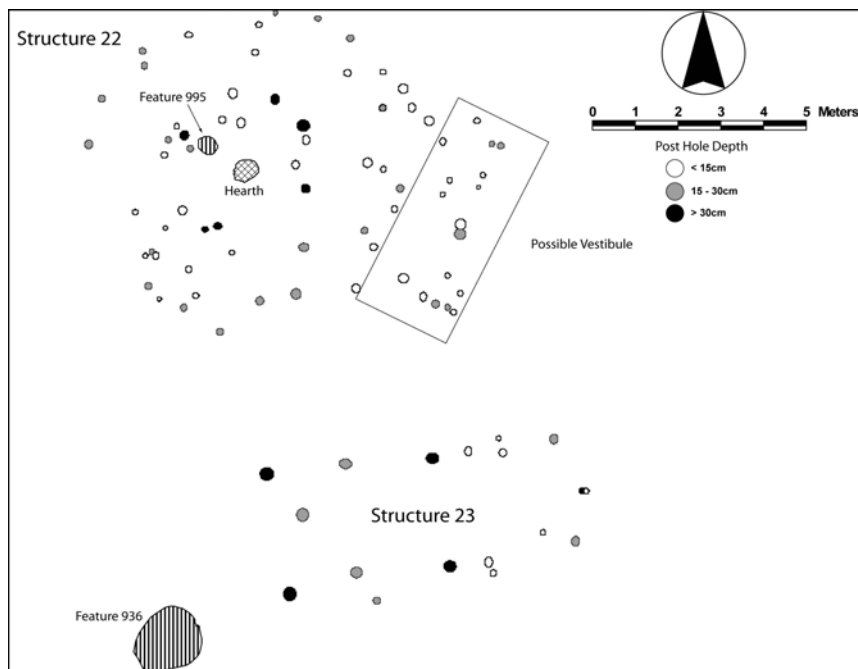 Structure 22
Feature 995
Hearth
0 1 2 3 4 5 Meters
Post Hole Depth
< 15cm
15 - 30cm
> 30cm
Possible Vestibule
Structure 23
Feature 936